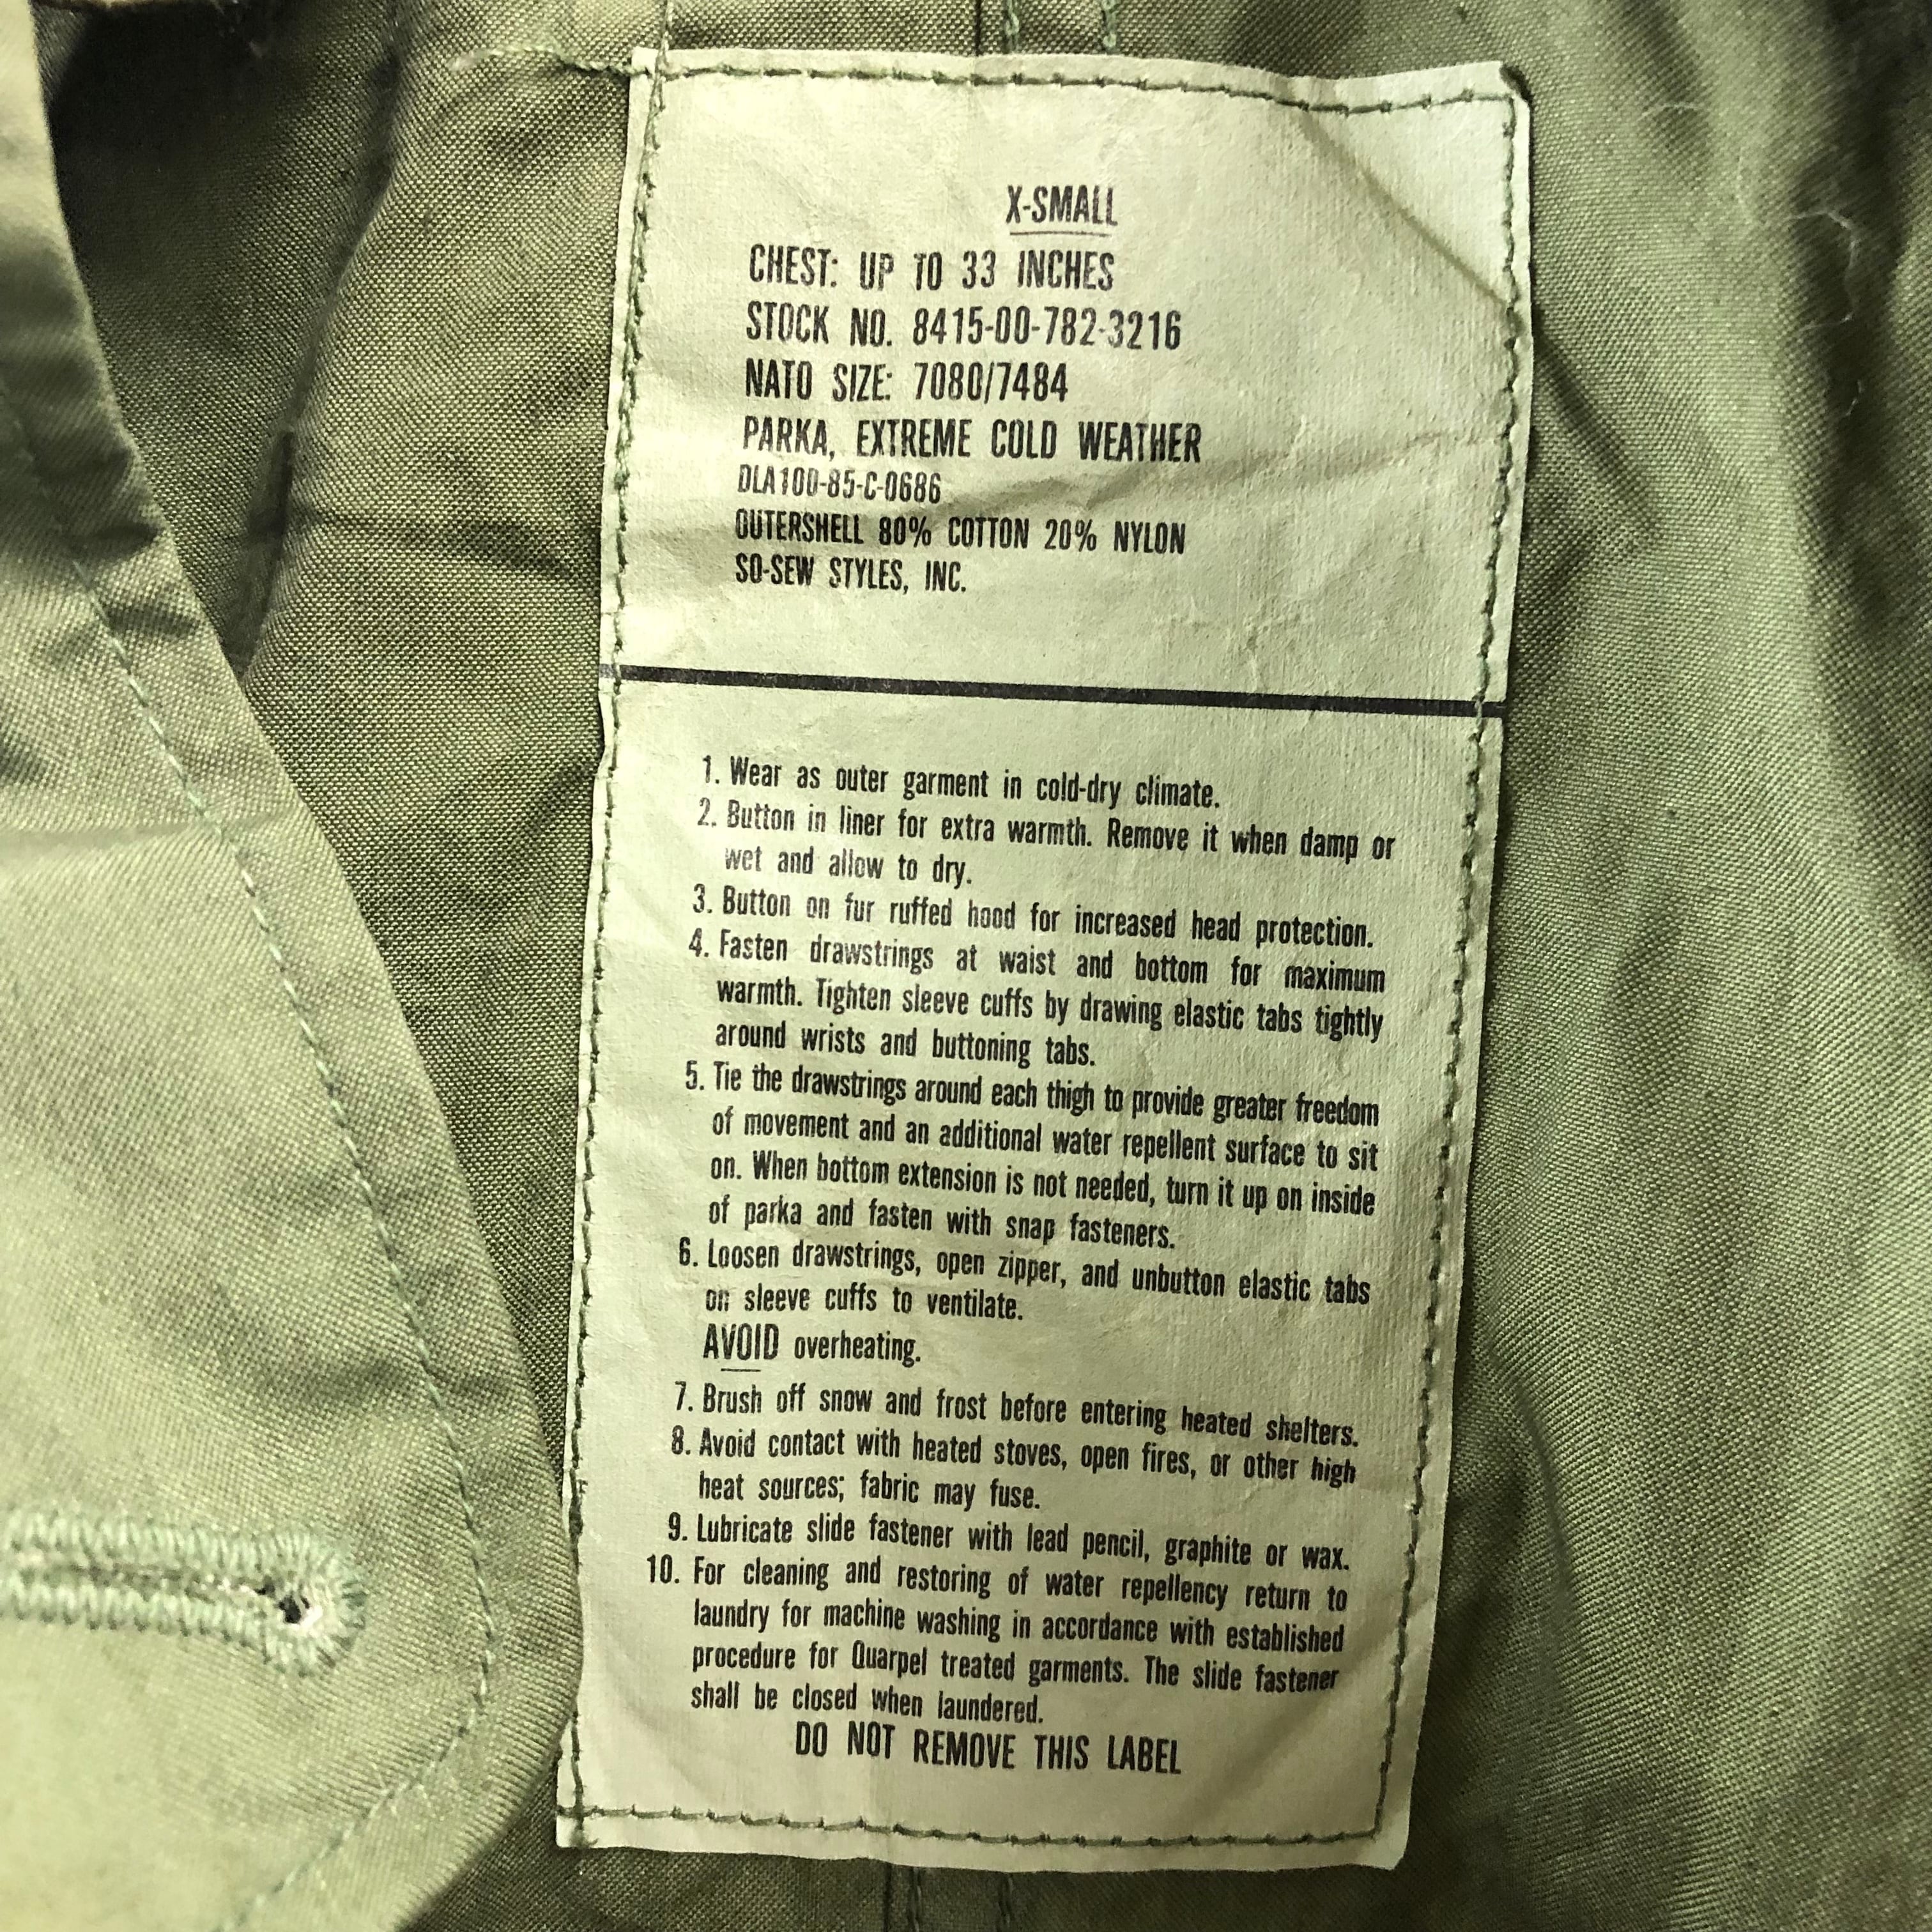 X-SMALL
CHEST: UP TO 33 INCHES
STOCK NO. 8415-00-782-3216
NATO SIZE: 7080/7484
PARKA, EXTREME COLD WEATHER
DLA100-85-C-0686
OUTERSHELL 80% COTTON 20% NYLON
SO-SEW STYLES, INC.
1. Wear as outer garment in cold-dry climate.
2. Button in liner for extra warmth. Remove it when damp or
wet and allow to dry.
3. Button on fur ruffed hood for increased head protection.
4. Fasten drawstrings at waist and bottom for maximum
warmth. Tighten sleeve cuffs by drawing elastic tabs tightly
around wrists and buttoning tabs.
5. Tie the drawstrings around each thigh to provide greater freedom
of movement and an additional water repellent surface to sit
on. When bottom extension is not needed, turn it up on inside
of parka and fasten with snap fasteners.
6. Loosen drawstrings, open zipper, and unbutton elastic tabs
on sleeve cuffs to ventilate.
AVOID overheating.
7. Brush off snow and frost before entering heated shelters.
8. Avoid contact with heated stoves, open fires, or other high
heat sources; fabric may fuse.
9. Lubricate slide fastener with lead pencil, graphite or wax.
10. For cleaning and restoring of water repellency return to
laundry for machine washing in accordance with established
procedure for Quarpel treated garments. The slide fastener
shall be closed when laundered.
DO NOT REMOVE THIS LABEL